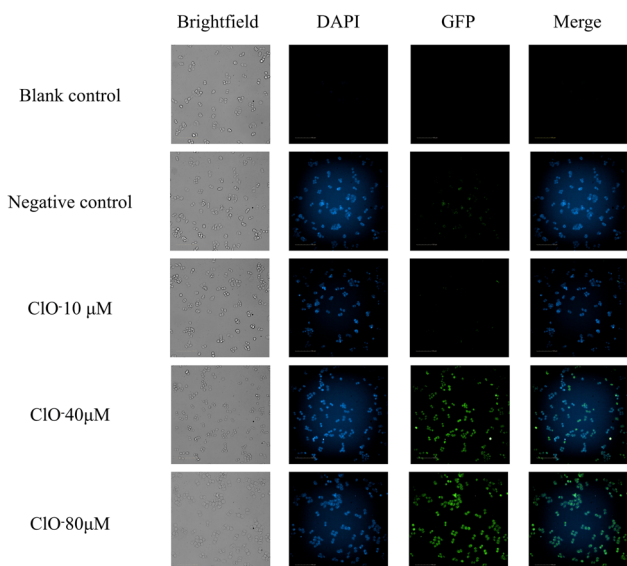 Brightfield DAPI GFP Merge
Blank control
Negative control
ClO-10 μM
ClO-40μM
ClO-80μM